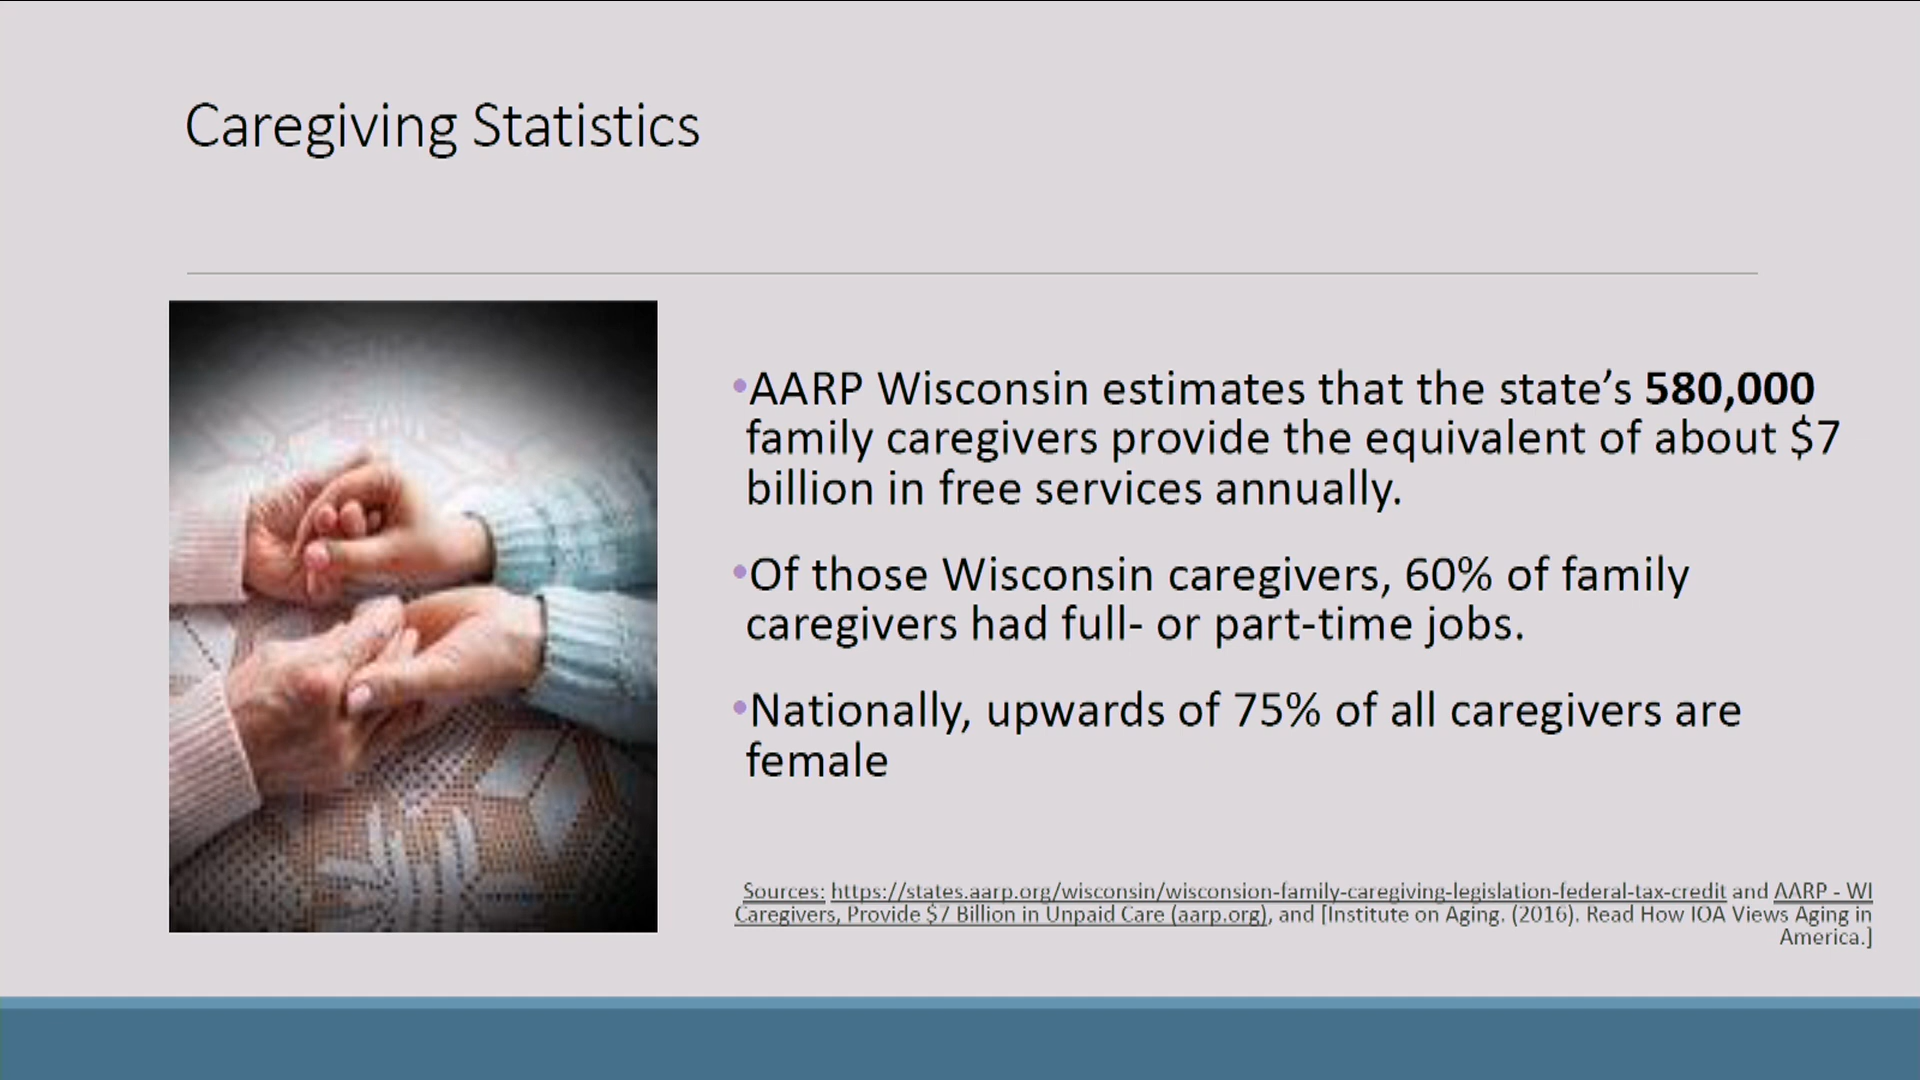 Caregiving Statistics
•AARP Wisconsin estimates that the state’s 580,000
family caregivers provide the equivalent of about $7
billion in free services annually.
•Of those Wisconsin caregivers, 60% of family
caregivers had full- or part-time jobs.
•Nationally, upwards of 75% of all caregivers are
female
Sources: https://states.aarp.org/wisconsin/wisconsion-family-caregiving-legislation-federal-tax-credit and AARP - WI
Caregivers, Provide $7 Billion in Unpaid Care (aarp.org), and [Institute on Aging. (2016). Read How IOA Views Aging in
America.]